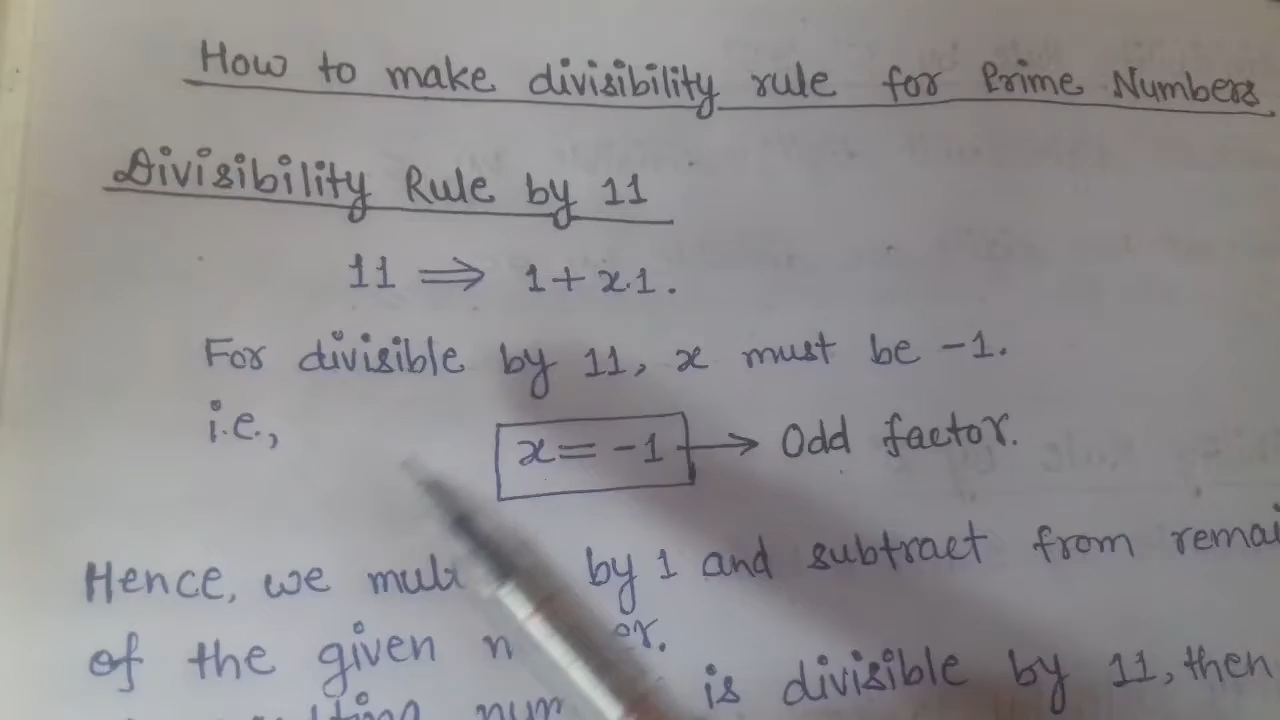 How to make divisibility rule for Prime Numbers
Divisibility Rule by 11
11 ⟹ 1+x.1.
For divisible by 11, x must be -1.
i.e., x = -1 → Odd factor.
Hence, we by 1 and subtract from
of the given
is divisible by 11, then